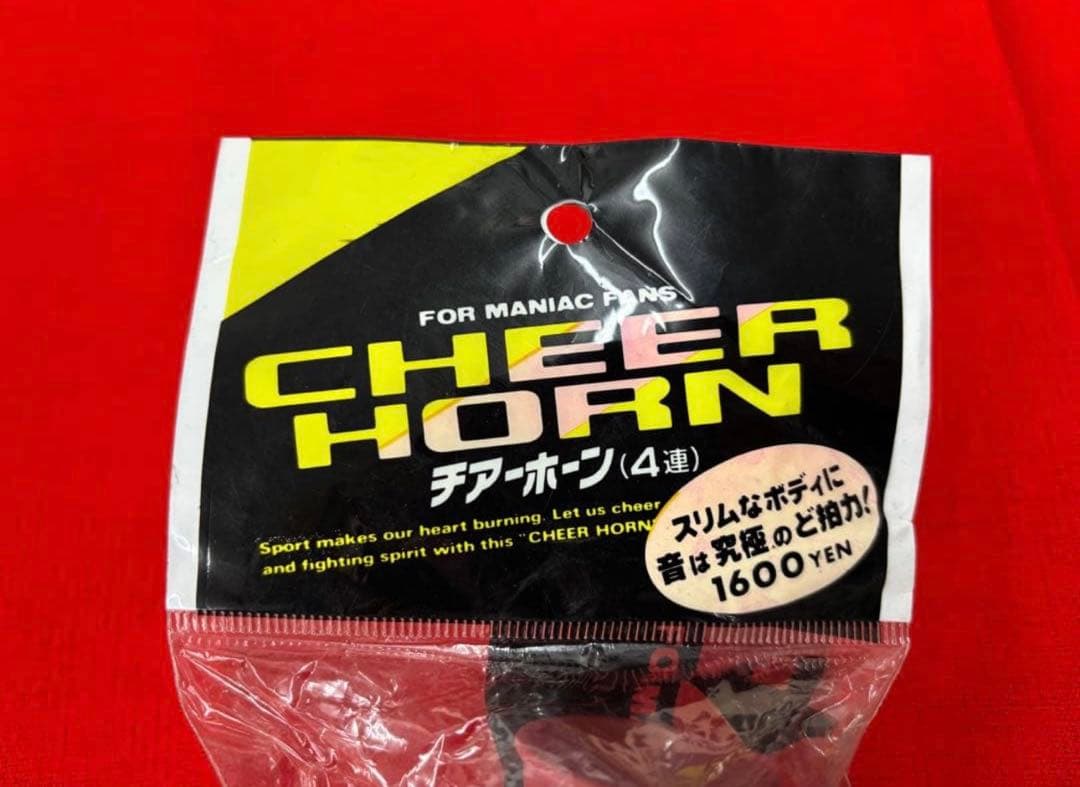 FOR MANIAC FANS
CHEER
HORN
チアーホーン(4連)
Sport makes our heart burning. Let us cheer
and fighting spirit with this "CHEER HORN"
スリムなボディに
音は究極のど拍力!
1600YEN